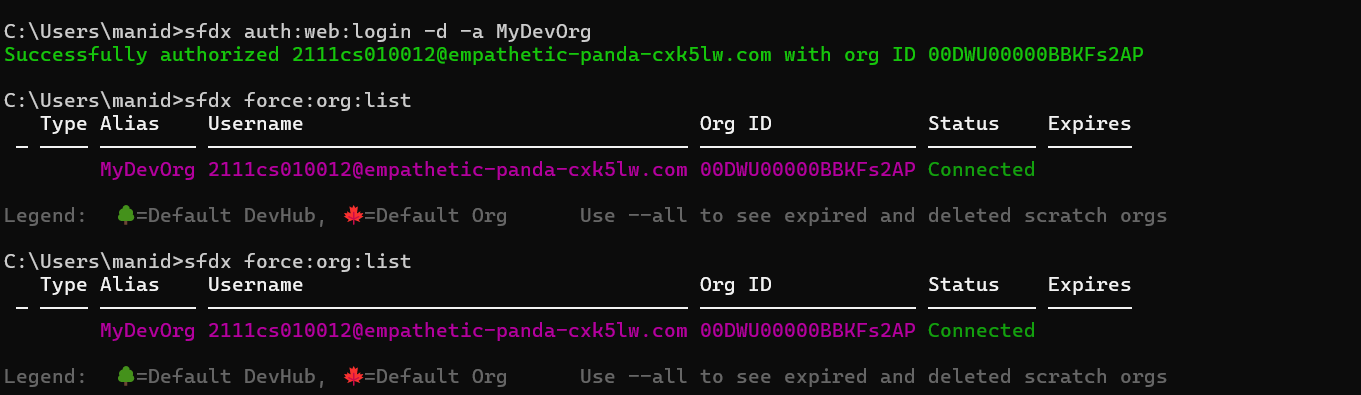 C:\Users\manid>sfdx auth:web:login -d -a MyDevOrg
Successfully authorized 2111cs010012@empathetic-panda-cxk5lw.com with org ID 00DWU00000BBKFs2AP
C:\Users\manid>sfdx force:org:list
Type Alias Username Org ID Status Expires
MyDevOrg 2111cs010012@empathetic-panda-cxk5lw.com 00DWU00000BBKFs2AP Connected
Legend: 🌳=Default DevHub, 🍁=Default Org Use --all to see expired and deleted scratch orgs
C:\Users\manid>sfdx force:org:list
Type Alias Username Org ID Status Expires
MyDevOrg 2111cs010012@empathetic-panda-cxk5lw.com 00DWU00000BBKFs2AP Connected
Legend: 🌳=Default DevHub, 🍁=Default Org Use --all to see expired and deleted scratch orgs